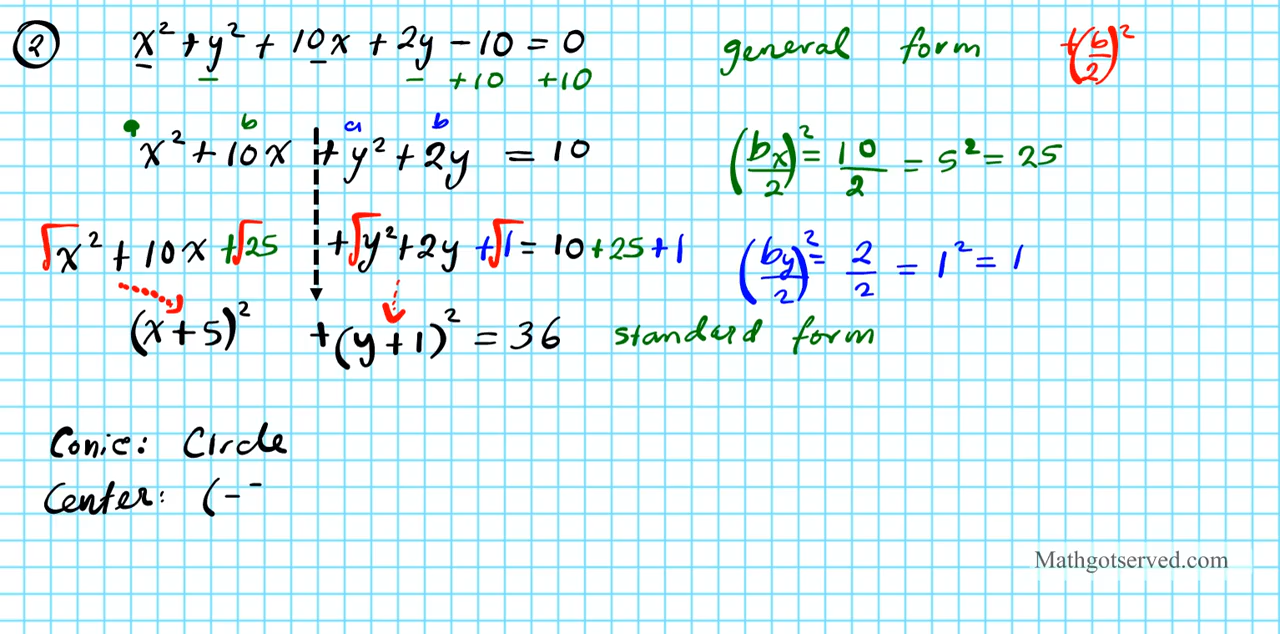 ② x² + y² + 10x + 2y − 10 = 0 general form +(b/2)²
+10 +10
b a b
x² + 10x + y² + 2y = 10 (bx/2)² = 10/2 = 5² = 25
√x² + 10x + √25 + √y² + 2y + √1 = 10 + 25 + 1 (by/2)² = 2/2 = 1² = 1
(x + 5)² + (y + 1)² = 36 standard form
Conic: Circle
Center: (−
Mathgotserved.com